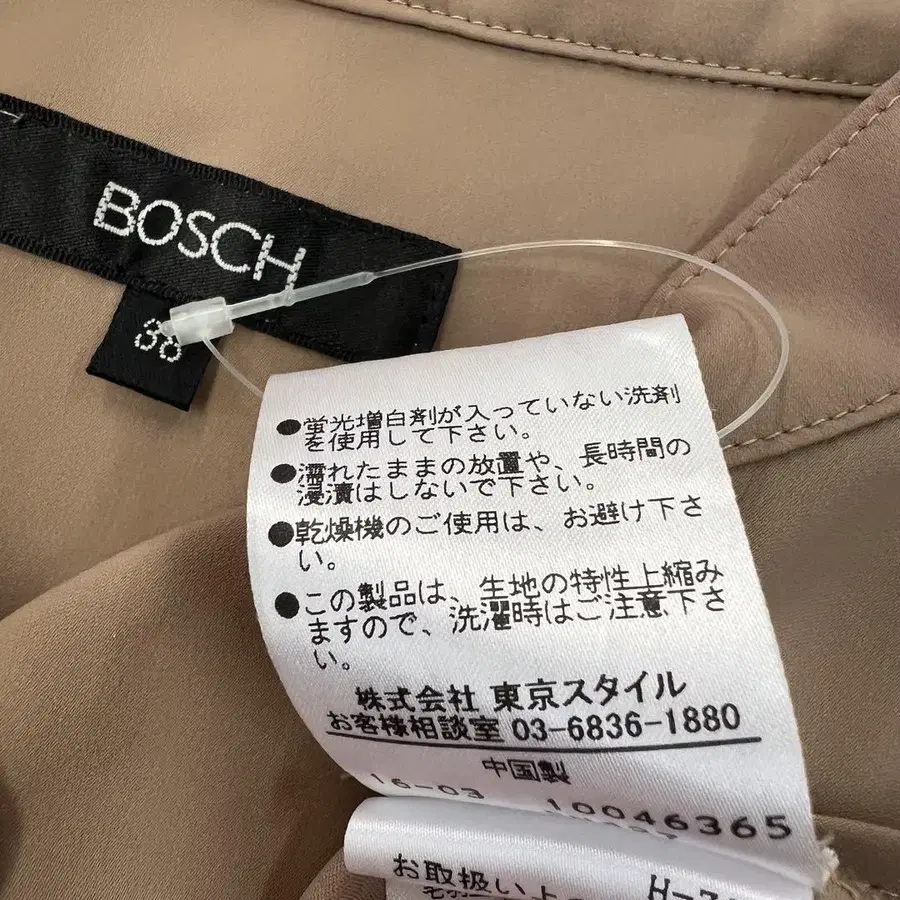 BOSCH
38
●蛍光増白剤が入っていない洗剤
を使用して下さい。
●濡れたままの放置や、長時間の
浸漬はしないで下さい。
●乾燥機のご使用は、お避け下さ
い。
●この製品は、生地の特性上縮み
ますので、洗濯時はご注意下さ
い。
株式会社 東京スタイル
お客様相談室 03-6836-1880
中国製
16-03 10046365
お取扱い上の